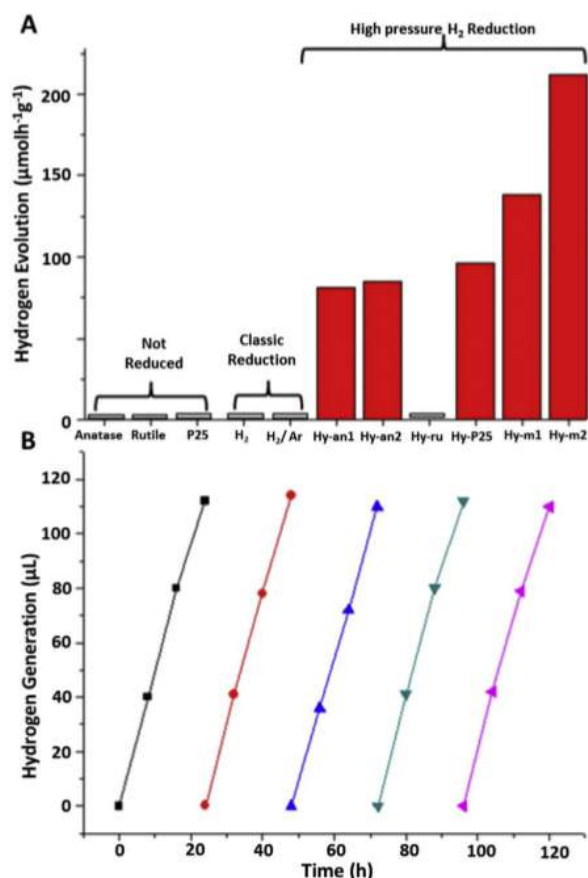 A
High pressure H₂ Reduction
Hydrogen Evolution (µmolh⁻¹g⁻¹)
200
150
100
50
0
Not
Reduced
Classic
Reduction
Anatase Rutile P25 H₂ H₂/ Ar Hy-an1 Hy-an2 Hy-ru Hy-P25 Hy-m1 Hy-m2
B
Hydrogen Generation (µL)
120
100
80
60
40
20
0
0 20 40 60 80 100 120
Time (h)